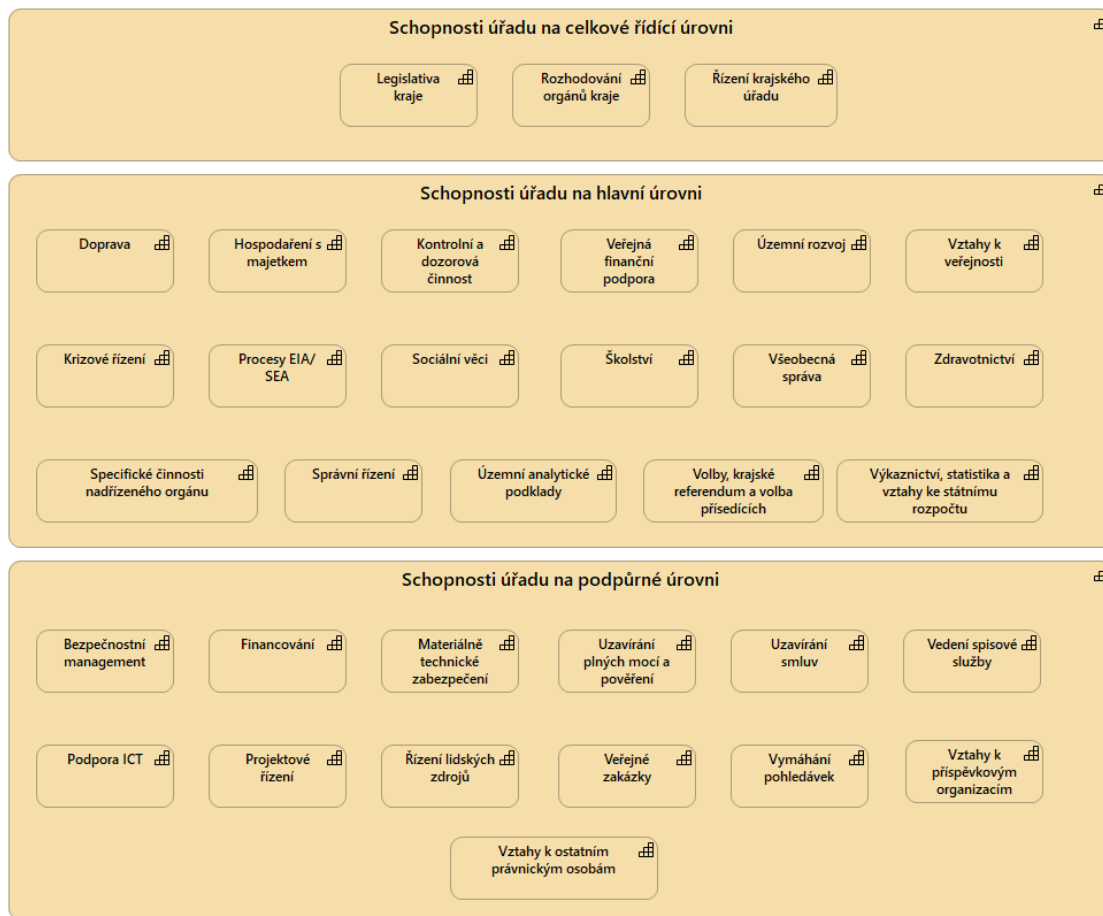 Schopnosti úřadu na celkové řídící úrovni
Legislativa
kraje
Rozhodování
orgánů kraje
Řízení krajského
úřadu
Schopnosti úřadu na hlavní úrovni
Doprava
Hospodaření s
majetkem
Kontrolní a
dozorová
činnost
Veřejná
finanční
podpora
Územní rozvoj
Vztahy k
veřejnosti
Krizové řízení
Procesy EIA/
SEA
Sociální věci
Školství
Všeobecná
správa
Zdravotnictví
Specifické činnosti
nadřízeného orgánu
Správní řízení
Územní analytické
podklady
Volby, krajské
referendum a volba
přísedících
Výkaznictví, statistika a
vztahy ke státnímu
rozpočtu
Schopnosti úřadu na podpůrné úrovni
Bezpečnostní
management
Financování
Materiálně
technické
zabezpečení
Uzavírání
plných mocí a
pověření
Uzavírání
smluv
Vedení spisové
služby
Podpora ICT
Projektové
řízení
Řízení lidských
zdrojů
Veřejné
zakázky
Vymáhání
pohledávek
Vztahy k
příspěvkovým
organizacím
Vztahy k ostatním
právnickým osobám